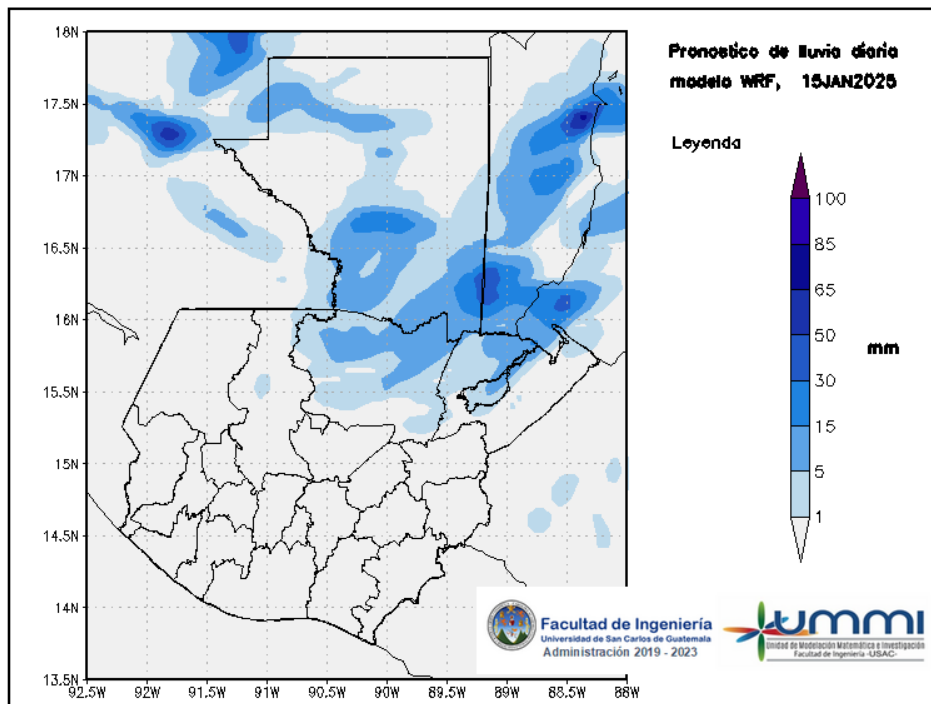 Pronostico de lluvia diaria
modelo WRF, 15JAN2025
Leyenda
100
85
65
50
30
15
5
1
mm
18N
17.5N
17N
16.5N
16N
15.5N
15N
14.5N
14N
13.5N
92.5W
92W
91.5W
91W
90.5W
90W
89.5W
89W
88.5W
88W
Facultad de Ingeniería
Universidad de San Carlos de Guatemala
Administración 2019 - 2023
ummi
Unidad de Modelación Matemática e Investigación
Facultad de Ingeniería -USAC-